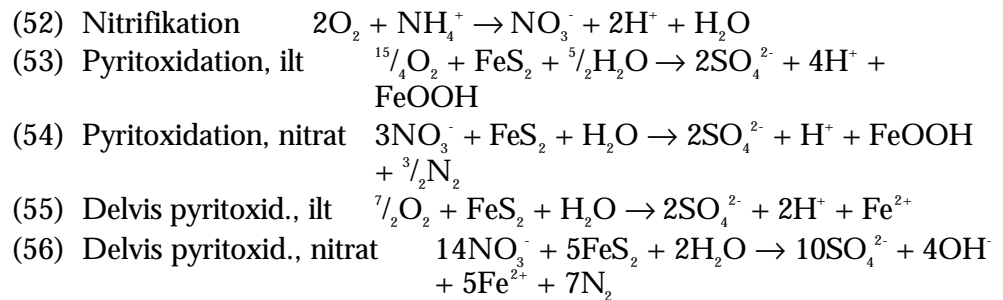 (52) Nitrifikation 2O₂ + NH₄⁺ → NO₃⁻ + 2H⁺ + H₂O
(53) Pyritoxidation, ilt ¹⁵/₄O₂ + FeS₂ + ⁵/₂H₂O → 2SO₄²⁻ + 4H⁺ +
FeOOH
(54) Pyritoxidation, nitrat 3NO₃⁻ + FeS₂ + H₂O → 2SO₄²⁻ + H⁺ + FeOOH
+ ³/₂N₂
(55) Delvis pyritoxid., ilt ⁷/₂O₂ + FeS₂ + H₂O → 2SO₄²⁻ + 2H⁺ + Fe²⁺
(56) Delvis pyritoxid., nitrat 14NO₃⁻ + 5FeS₂ + 2H₂O → 10SO₄²⁻ + 4OH⁻
+ 5Fe²⁺ + 7N₂